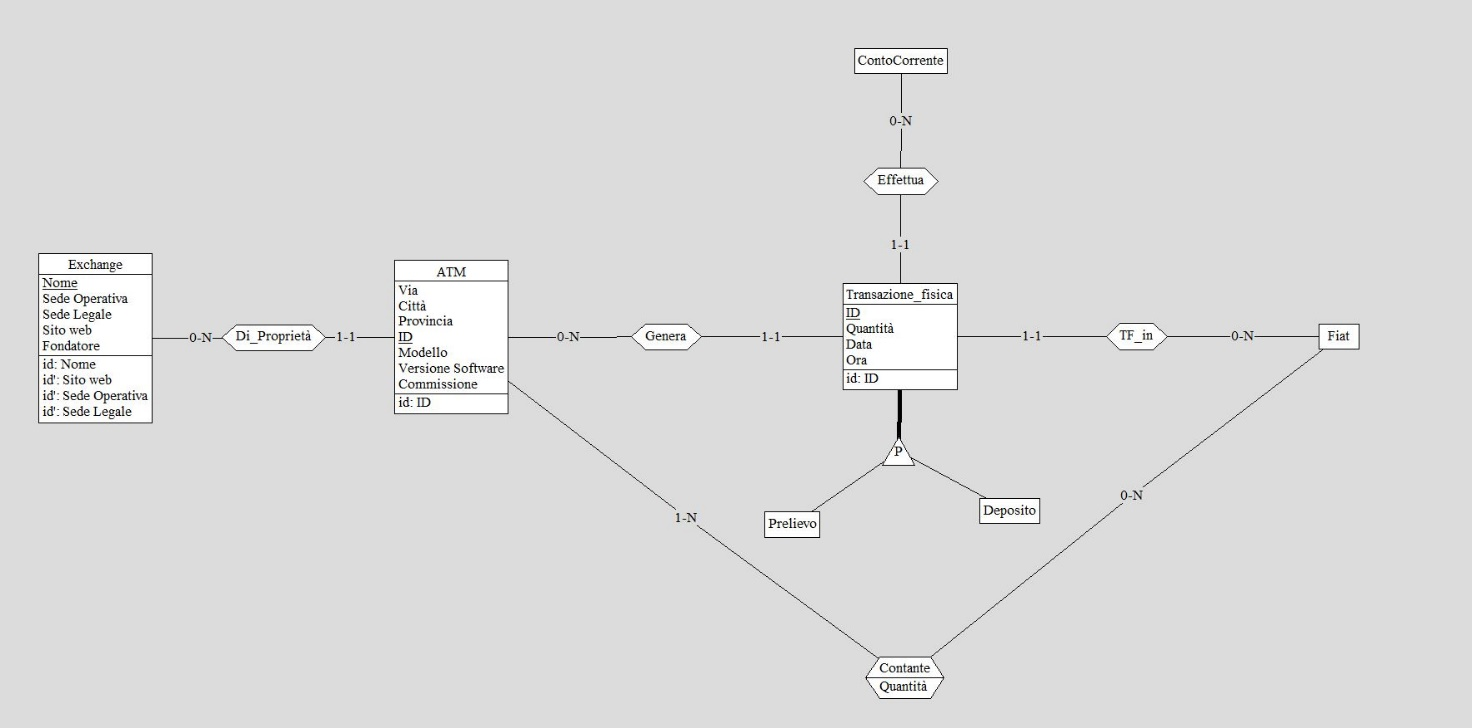 ContoCorrente
0-N
Effettua
1-1
Exchange
Nome
Sede Operativa
Sede Legale
Sito web
Fondatore
id: Nome
id': Sito web
id': Sede Operativa
id': Sede Legale
0-N
Di_Proprietà
1-1
ATM
Via
Città
Provincia
ID
Modello
Versione Software
Commissione
id: ID
0-N
Genera
1-1
Transazione_fisica
ID
Quantità
Data
Ora
id: ID
1-1
TF_in
0-N
Fiat
P
Prelievo
Deposito
1-N
0-N
Contante
Quantità